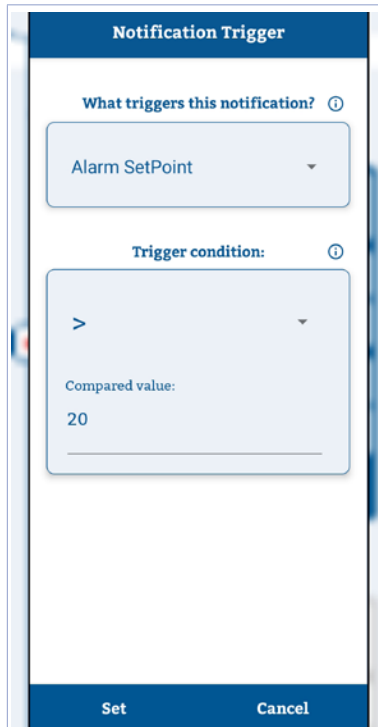 Notification Trigger
What triggers this notification?
Alarm SetPoint
Trigger condition:
>
Compared value:
20
Set Cancel